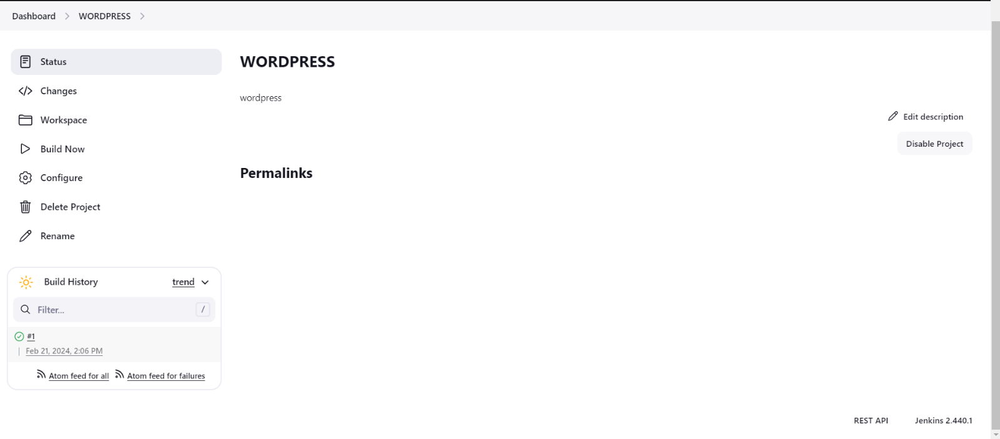 Dashboard > WORDPRESS >
Status
Changes
Workspace
Build Now
Configure
Delete Project
Rename
WORDPRESS
wordpress
Edit description
Disable Project
Permalinks
Build History trend
Filter... /
#1
Feb 21, 2024, 2:06 PM
Atom feed for all Atom feed for failures
REST API Jenkins 2.440.1